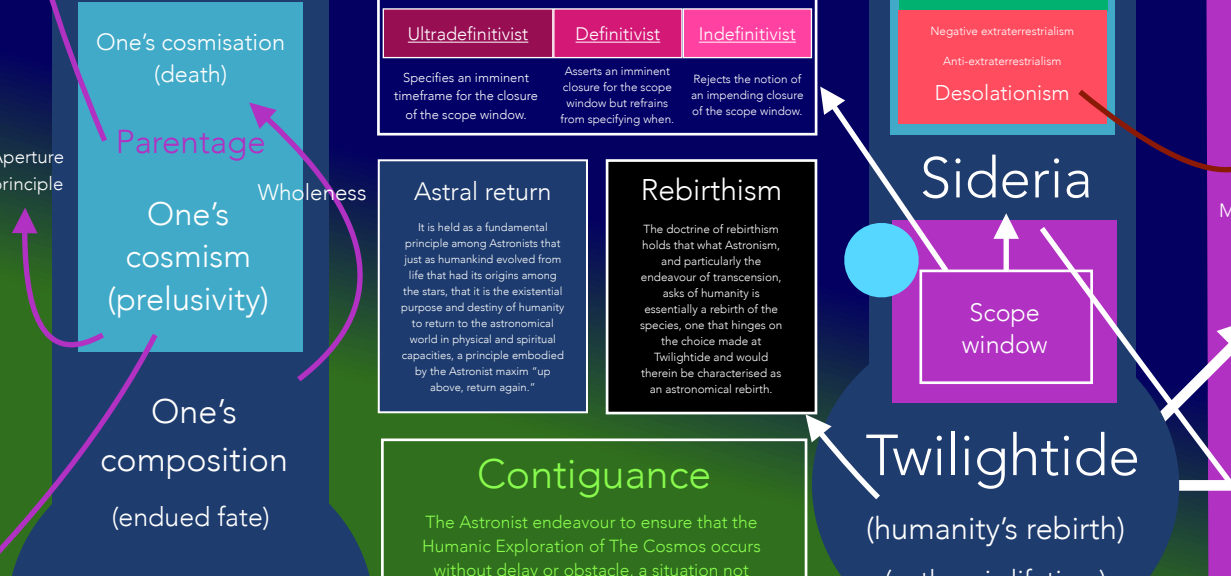 One's cosmisation
(death)
Parentage
Aperture
principle
Wholeness
One's
cosmism
(prelusivity)
One's
composition
(endued fate)
Ultradefinitivist
Definitivist
Indefinitivist
Specifies an imminent
timeframe for the closure
of the scope window.
Asserts an imminent
closure for the scope
window but refrains
from specifying when.
Rejects the notion of
an impending closure
of the scope window.
Astral return
It is held as a fundamental
principle among Astronists that
just as humankind evolved from
life that had its origins among
the stars, that it is the existential
purpose and destiny of humanity
to return to the astronomical
world in physical and spiritual
capacities, a principle embodied
by the Astronist maxim “up
above, return again.”
Rebirthism
The doctrine of rebirthism
holds that what Astronism,
and particularly the
endeavour of transcension,
asks of humanity is
essentially a rebirth of the
species, one that hinges on
the choice made at
Twilightide and would
therein be characterised as
an astronomical rebirth.
Contiguance
The Astronist endeavour to ensure that the
Humanic Exploration of The Cosmos occurs
without delay or obstacle, a situation not
Negative extraterrestrialism
Anti-extraterrestrialism
Desolationism
Sideria
Scope
window
Twilightide
(humanity's rebirth)
M